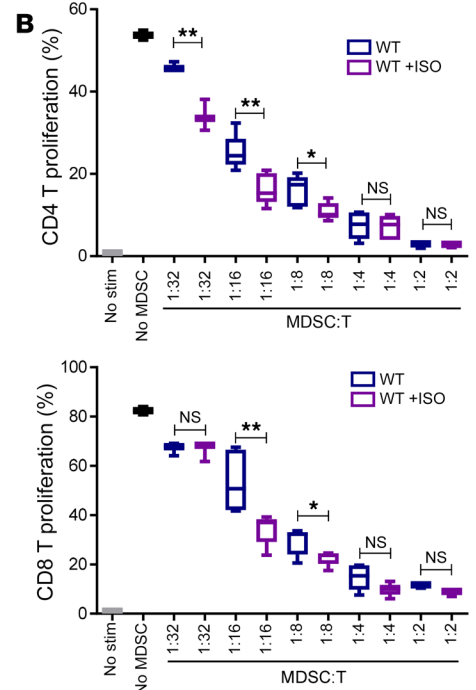 B
60
40
20
0
CD4 T proliferation (%)
WT
WT +ISO
**
**
*
NS
NS
No stim
No MDSC
1:32
1:32
1:16
1:16
1:8
1:8
1:4
1:4
1:2
1:2
MDSC:T
100
80
60
40
20
0
CD8 T proliferation (%)
WT
WT +ISO
NS
**
*
NS
NS
No stim
No MDSC
1:32
1:32
1:16
1:16
1:8
1:8
1:4
1:4
1:2
1:2
MDSC:T